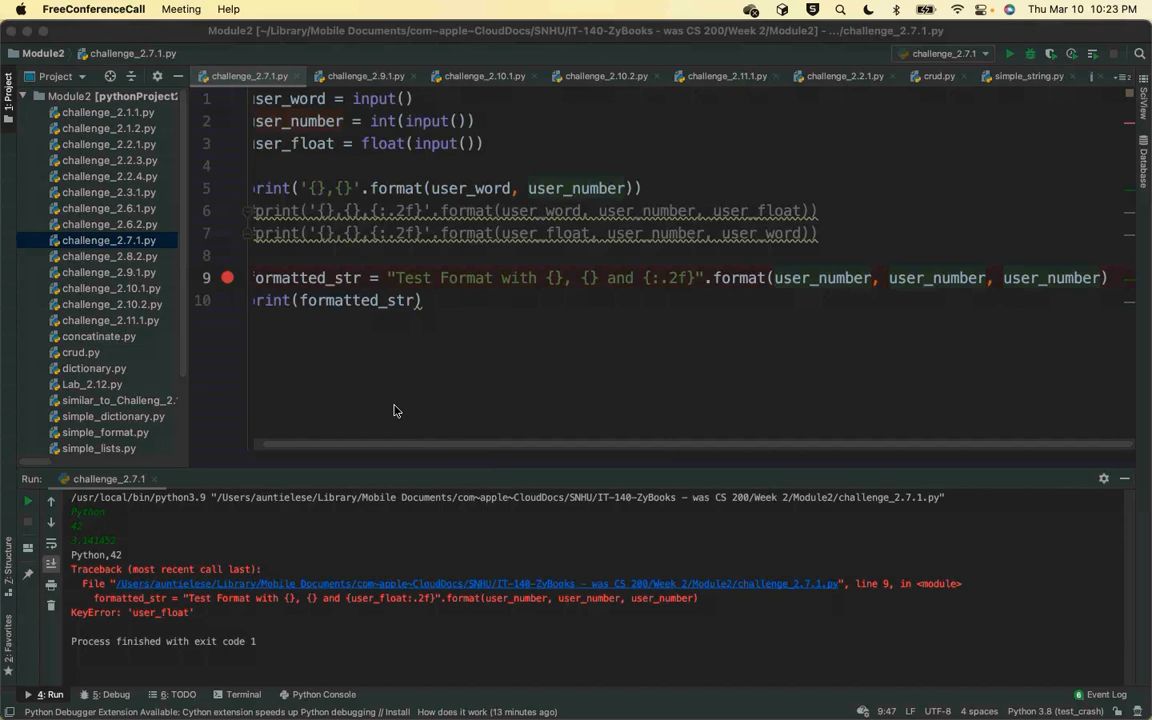 FreeConferenceCall Meeting Help Thu Mar 10 10:23 PM
Module2 [~/Library/Mobile Documents/com~apple~CloudDocs/SNHU/IT-140-ZyBooks – was CS 200/Week 2/Module2] – .../challenge_2.7.1.py
Module2 challenge_2.7.1.py challenge_2.7.1
Project
challenge_2.7.1.py challenge_2.9.1.py challenge_2.10.1.py challenge_2.10.2.py challenge_2.11.1.py challenge_2.2.1.py crud.py simple_string.py
1: Project
Module2 [pythonProject2
challenge_2.1.1.py
challenge_2.1.2.py
challenge_2.2.1.py
challenge_2.2.3.py
challenge_2.2.4.py
challenge_2.3.1.py
challenge_2.6.1.py
challenge_2.6.2.py
challenge_2.7.1.py
challenge_2.8.2.py
challenge_2.9.1.py
challenge_2.10.1.py
challenge_2.10.2.py
challenge_2.11.1.py
concatinate.py
crud.py
dictionary.py
Lab_2.12.py
similar_to_Challeng_2.
simple_dictionary.py
simple_format.py
simple_lists.py
1 ser_word = input()
2 ser_number = int(input())
3 ser_float = float(input())
4
5 rint('{},{}'.format(user_word, user_number))
6 print('{},{},{:.2f}'.format(user_word, user_number, user_float))
7 print('{},{},{:.2f}'.format(user_float, user_number, user_word))
8
9 formatted_str = "Test Format with {}, {} and {:.2f}".format(user_number, user_number, user_number)
10 rint(formatted_str)
SciView
Database
Run: challenge_2.7.1
/usr/local/bin/python3.9 "/Users/auntielese/Library/Mobile Documents/com~apple~CloudDocs/SNHU/IT-140-ZyBooks – was CS 200/Week 2/Module2/challenge_2.7.1.py"
Python
42
3.141452
Python,42
Traceback (most recent call last):
File "/Users/auntielese/Library/Mobile Documents/com~apple~CloudDocs/SNHU/IT-140-ZyBooks – was CS 200/Week 2/Module2/challenge_2.7.1.py", line 9, in <module>
formatted_str = "Test Format with {}, {} and {user_float:.2f}".format(user_number, user_number, user_number)
KeyError: 'user_float'
Process finished with exit code 1
Z: Structure
2: Favorites
4: Run 5: Debug 6: TODO Terminal Python Console 6 Event Log
Python Debugger Extension Available: Cython extension speeds up Python debugging // Install How does it work (13 minutes ago) 9:47 LF UTF-8 4 spaces Python 3.8 (test_crash)